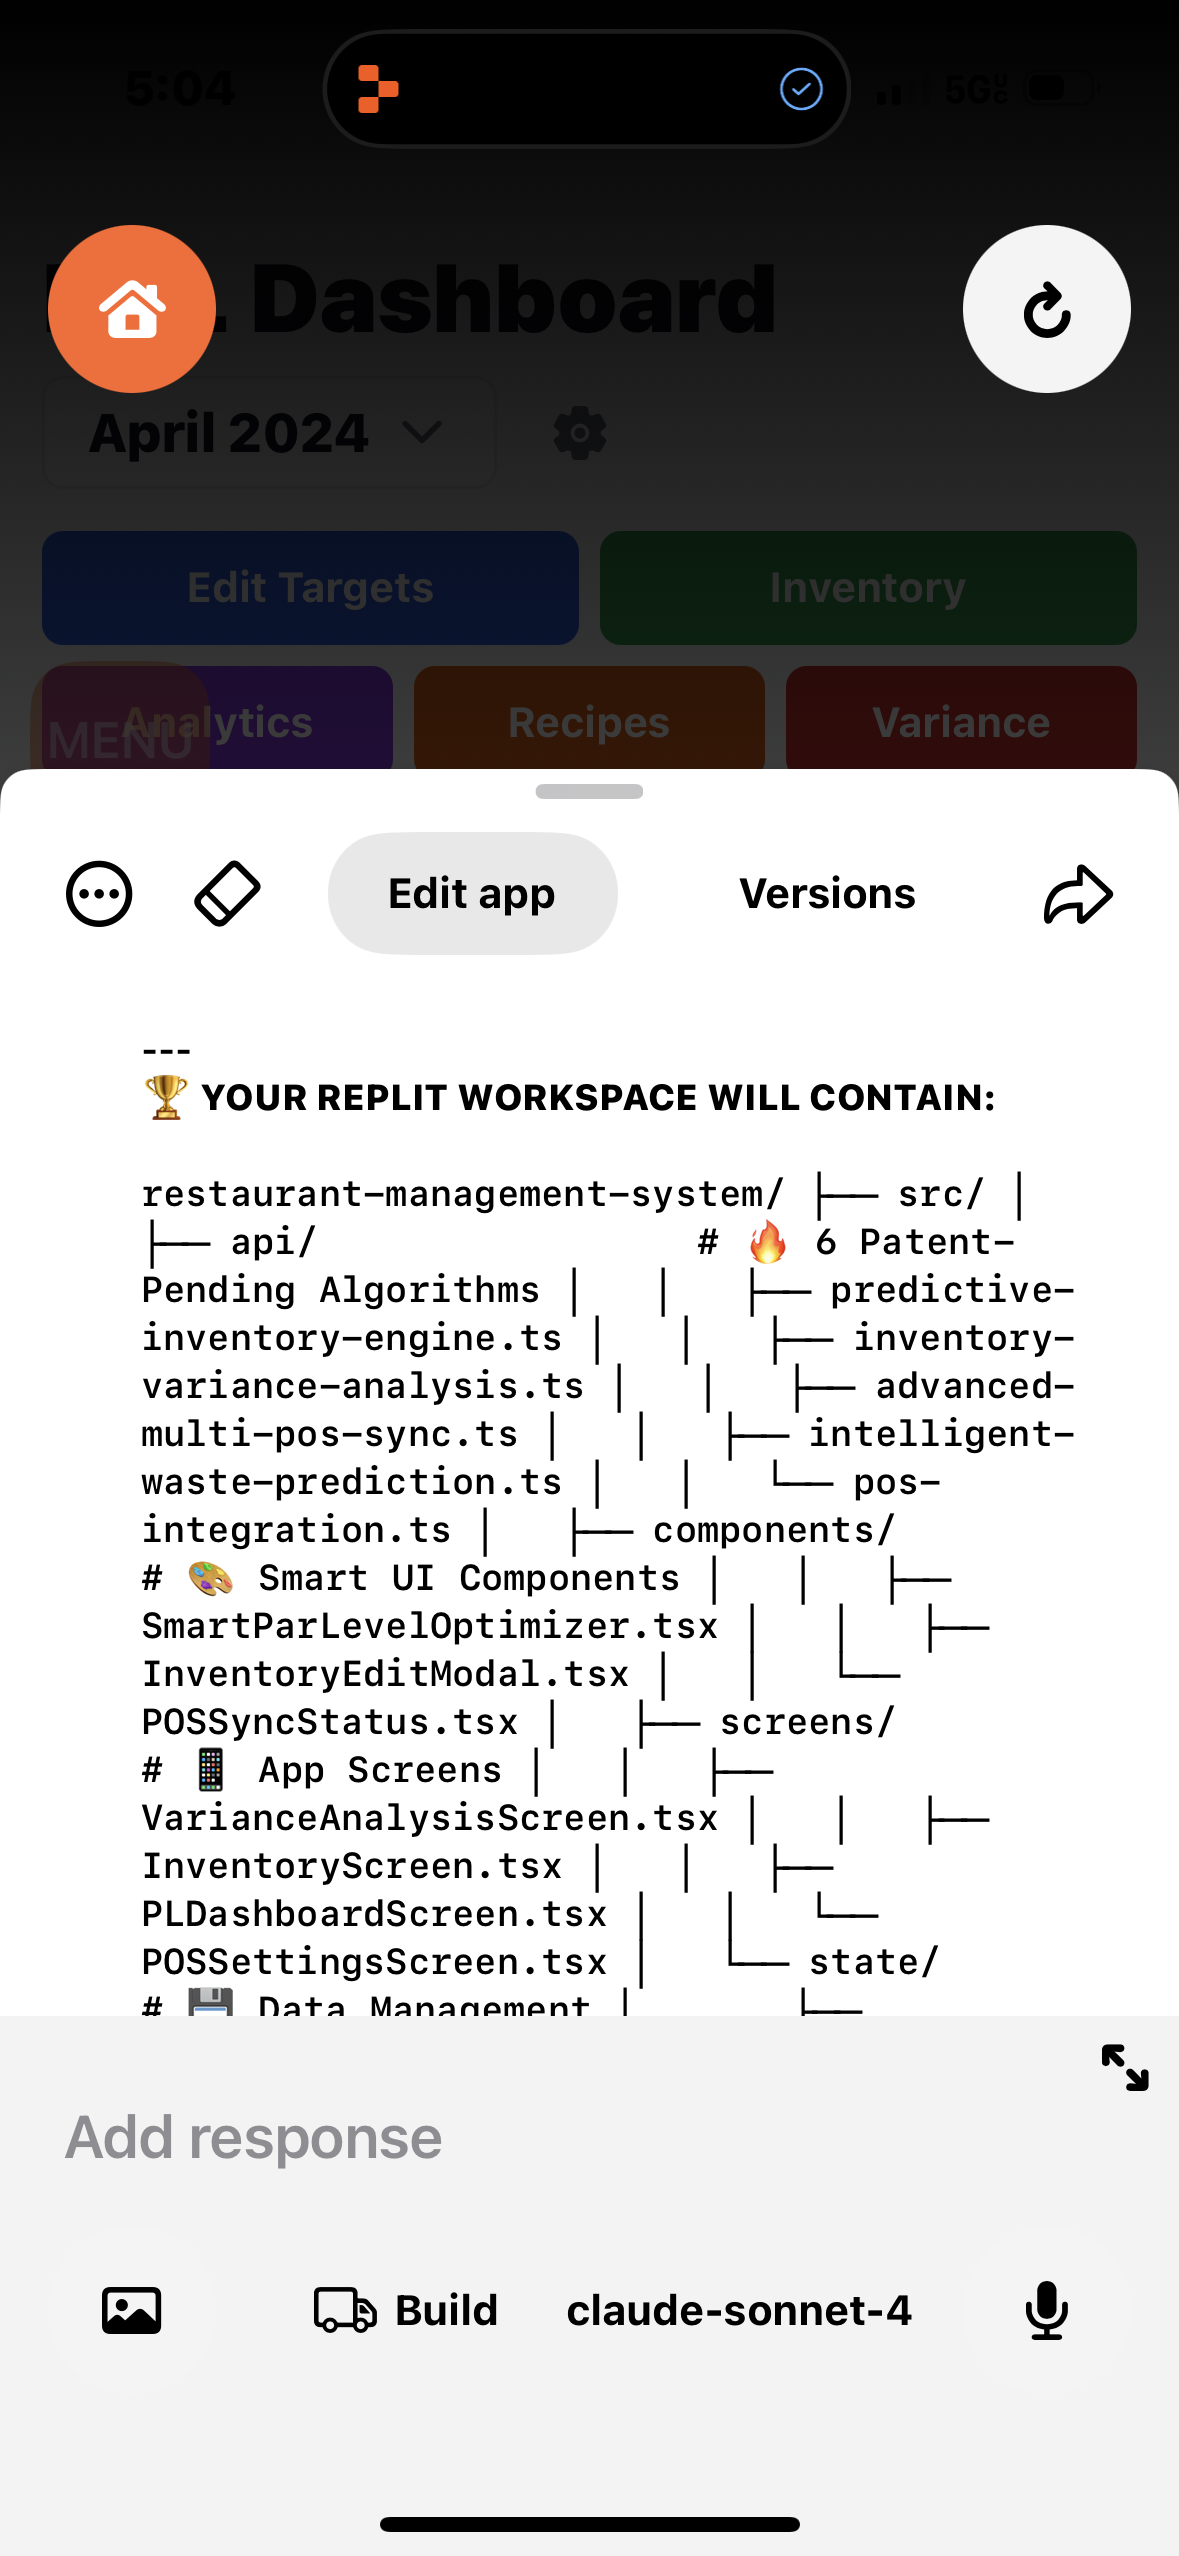 5:04
5G
Dashboard
April 2024
Edit Targets
Inventory
Analytics
Recipes
Variance
MENU
Edit app
Versions
---
🏆 YOUR REPLIT WORKSPACE WILL CONTAIN:
restaurant-management-system/ ├── src/ │
├── api/ # 🔥 6 Patent-
Pending Algorithms │ │ ├── predictive-
inventory-engine.ts │ │ ├── inventory-
variance-analysis.ts │ │ ├── advanced-
multi-pos-sync.ts │ │ ├── intelligent-
waste-prediction.ts │ │ └── pos-
integration.ts │ ├── components/
# 🎨 Smart UI Components │ │ ├──
SmartParLevelOptimizer.tsx │ │ ├──
InventoryEditModal.tsx │ │ └──
POSSyncStatus.tsx │ ├── screens/
# 📱 App Screens │ │ ├──
VarianceAnalysisScreen.tsx │ │ ├──
InventoryScreen.tsx │ │ ├──
PLDashboardScreen.tsx │ │ └──
POSSettingsScreen.tsx │ └── state/
# 💾 Data Management │ ├──
Add response
Build
claude-sonnet-4